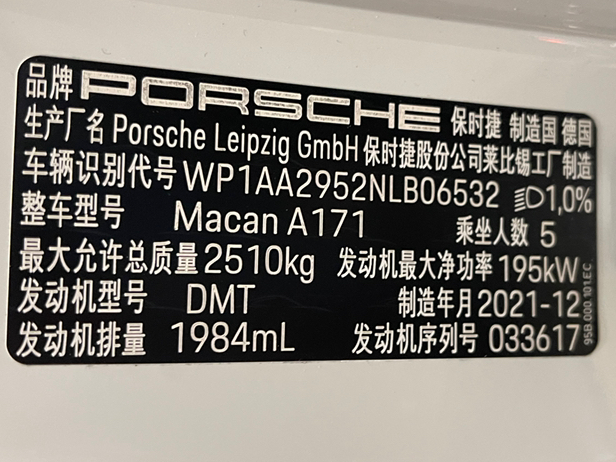 品牌 PORSCHE 保时捷 制造国 德国
生产厂名 Porsche Leipzig GmbH 保时捷股份公司莱比锡工厂制造
车辆识别代号 WP1AA2952NLB06532 1,0%
整车型号 Macan A171 乘坐人数 5
最大允许总质量 2510kg 发动机最大净功率 195kW
发动机型号 DMT 制造年月 2021-12
发动机排量 1984mL 发动机序列号 033617
95B.000.101.EC